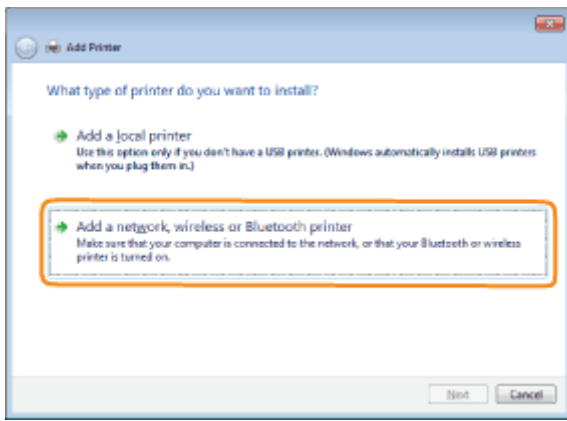 Add Printer
What type of printer do you want to install?
Add a local printer
Use this option only if you don't have a USB printer. (Windows automatically installs USB printers
when you plug them in.)
Add a network, wireless or Bluetooth printer
Make sure that your computer is connected to the network, or that your Bluetooth or wireless
printer is turned on.
Next Cancel